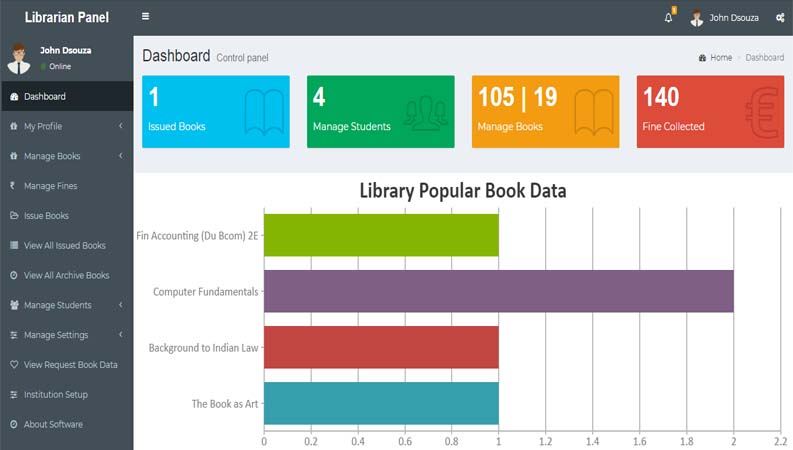 Librarian Panel
1
John Dsouza
John Dsouza
Online
Dashboard
My Profile
Manage Books
Manage Fines
Issue Books
View All Issued Books
View All Archive Books
Manage Students
Manage Settings
View Request Book Data
Institution Setup
About Software
Dashboard Control panel
Home > Dashboard
1
Issued Books
4
Manage Students
105 | 19
Manage Books
140
Fine Collected
€
Library Popular Book Data
Fin Accounting (Du Bcom) 2E
Computer Fundamentals
Background to Indian Law
The Book as Art
0 0.2 0.4 0.6 0.8 1 1.2 1.4 1.6 1.8 2 2.2